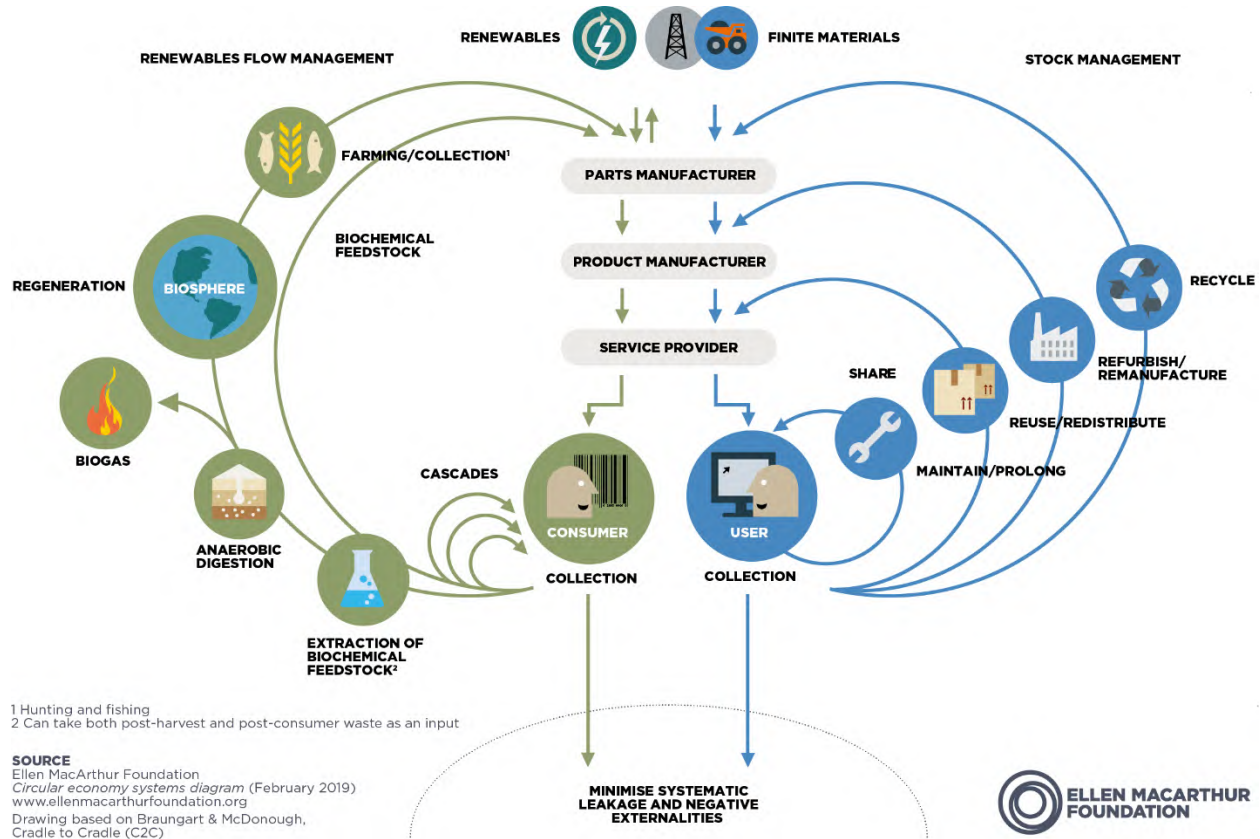 RENEWABLES
FINITE MATERIALS
RENEWABLES FLOW MANAGEMENT
STOCK MANAGEMENT
FARMING/COLLECTION¹
PARTS MANUFACTURER
BIOCHEMICAL
FEEDSTOCK
PRODUCT MANUFACTURER
REGENERATION
BIOSPHERE
RECYCLE
SERVICE PROVIDER
REFURBISH/
REMANUFACTURE
SHARE
REUSE/REDISTRIBUTE
BIOGAS
CASCADES
MAINTAIN/PROLONG
CONSUMER
USER
ANAEROBIC
DIGESTION
COLLECTION
COLLECTION
EXTRACTION OF
BIOCHEMICAL
FEEDSTOCK²
1 Hunting and fishing
2 Can take both post-harvest and post-consumer waste as an input
SOURCE
Ellen MacArthur Foundation
Circular economy systems diagram (February 2019)
www.ellenmacarthurfoundation.org
Drawing based on Braungart & McDonough,
Cradle to Cradle (C2C)
MINIMISE SYSTEMATIC
LEAKAGE AND NEGATIVE
EXTERNALITIES
ELLEN MACARTHUR
FOUNDATION